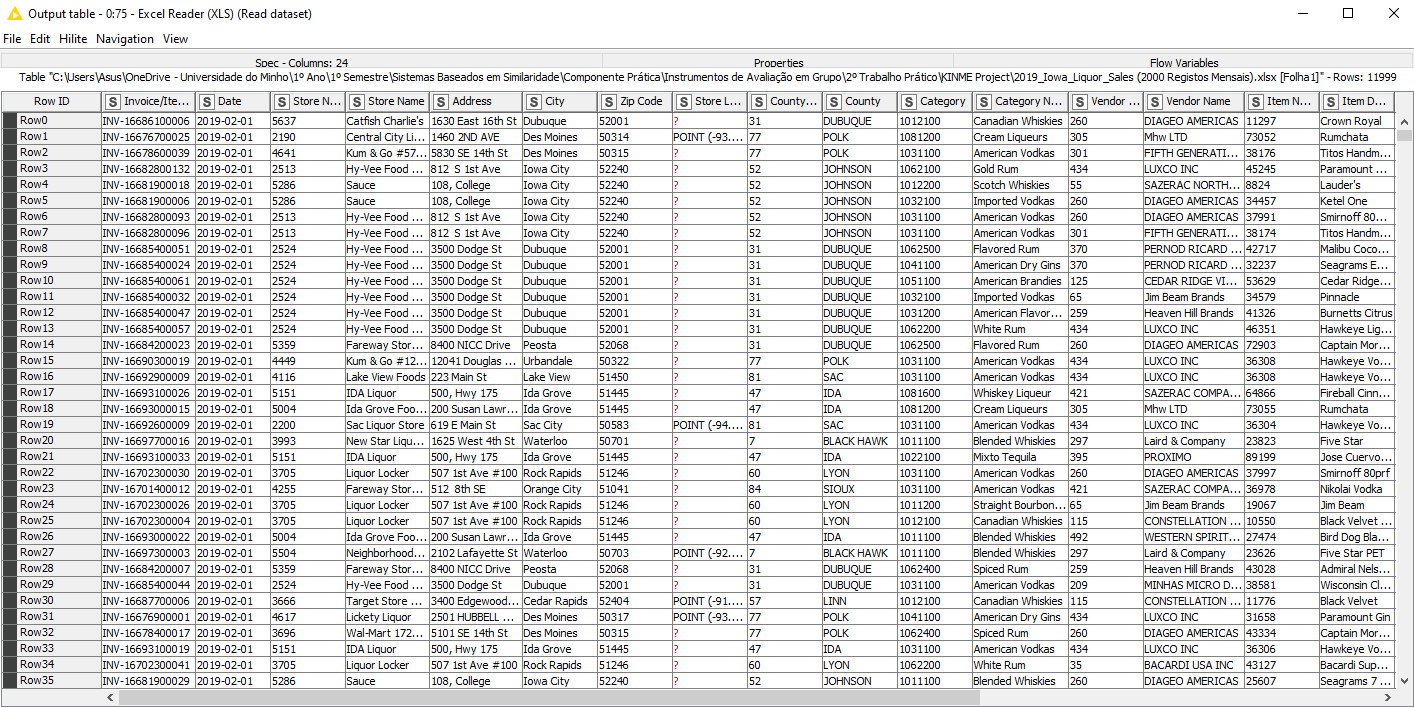 Output table - 0:75 - Excel Reader (XLS) (Read dataset)
File Edit Hilite Navigation View
Spec - Columns: 24 Properties Flow Variables
Table "C:\Users\Asus\OneDrive - Universidade do Minho\1º Ano\1º Semestre\Sistemas Baseados em Similaridade\Componente Prática\Instrumentos de Avaliação em Grupo\2º Trabalho Prático\KINME Project\2019_Iowa_Liquor_Sales (2000 Registos Mensais).xlsx [Folha1]" - Rows: 11999
Row ID S Invoice/Ite... S Date S Store N... S Store Name S Address S City S Zip Code S Store L... S County... S County S Category S Category N... S Vendor ... S Vendor Name S Item N... S Item D...
Row0 INV-16686100006 2019-02-01 5637 Catfish Charlie's 1630 East 16th St Dubuque 52001 ? 31 DUBUQUE 1012100 Canadian Whiskies 260 DIAGEO AMERICAS 11297 Crown Royal
Row1 INV-16676700025 2019-02-01 2190 Central City Li... 1460 2ND AVE Des Moines 50314 POINT (-93.... 77 POLK 1081200 Cream Liqueurs 305 Mhw LTD 73052 Rumchata
Row2 INV-16678600039 2019-02-01 4641 Kum & Go #57... 5830 SE 14th St Des Moines 50315 ? 77 POLK 1031100 American Vodkas 301 FIFTH GENERATI... 38176 Titos Handm...
Row3 INV-16682800132 2019-02-01 2513 Hy-Vee Food ... 812 S 1st Ave Iowa City 52240 ? 52 JOHNSON 1062100 Gold Rum 434 LUXCO INC 45245 Paramount ...
Row4 INV-16681900018 2019-02-01 5286 Sauce 108, College Iowa City 52240 ? 52 JOHNSON 1012200 Scotch Whiskies 55 SAZERAC NORTH... 8824 Lauder's
Row5 INV-16681900006 2019-02-01 5286 Sauce 108, College Iowa City 52240 ? 52 JOHNSON 1032100 Imported Vodkas 260 DIAGEO AMERICAS 34457 Ketel One
Row6 INV-16682800093 2019-02-01 2513 Hy-Vee Food ... 812 S 1st Ave Iowa City 52240 ? 52 JOHNSON 1031100 American Vodkas 260 DIAGEO AMERICAS 37991 Smirnoff 80...
Row7 INV-16682800096 2019-02-01 2513 Hy-Vee Food ... 812 S 1st Ave Iowa City 52240 ? 52 JOHNSON 1031100 American Vodkas 301 FIFTH GENERATI... 38174 Titos Handm...
Row8 INV-16685400051 2019-02-01 2524 Hy-Vee Food ... 3500 Dodge St Dubuque 52001 ? 31 DUBUQUE 1062500 Flavored Rum 370 PERNOD RICARD ... 42717 Malibu Coco...
Row9 INV-16685400024 2019-02-01 2524 Hy-Vee Food ... 3500 Dodge St Dubuque 52001 ? 31 DUBUQUE 1041100 American Dry Gins 370 PERNOD RICARD ... 32237 Seagrams E...
Row10 INV-16685400061 2019-02-01 2524 Hy-Vee Food ... 3500 Dodge St Dubuque 52001 ? 31 DUBUQUE 1051100 American Brandies 125 CEDAR RIDGE VI... 53629 Cedar Ridge...
Row11 INV-16685400032 2019-02-01 2524 Hy-Vee Food ... 3500 Dodge St Dubuque 52001 ? 31 DUBUQUE 1032100 Imported Vodkas 65 Jim Beam Brands 34579 Pinnacle
Row12 INV-16685400047 2019-02-01 2524 Hy-Vee Food ... 3500 Dodge St Dubuque 52001 ? 31 DUBUQUE 1031200 American Flavor... 259 Heaven Hill Brands 41326 Burnetts Citrus
Row13 INV-16685400057 2019-02-01 2524 Hy-Vee Food ... 3500 Dodge St Dubuque 52001 ? 31 DUBUQUE 1062200 White Rum 434 LUXCO INC 46351 Hawkeye Lig...
Row14 INV-16684200023 2019-02-01 5359 Fareway Stor... 8400 NICC Drive Peosta 52068 ? 31 DUBUQUE 1062500 Flavored Rum 260 DIAGEO AMERICAS 72903 Captain Mor...
Row15 INV-16690300019 2019-02-01 4449 Kum & Go #12... 12041 Douglas ... Urbandale 50322 ? 77 POLK 1031100 American Vodkas 434 LUXCO INC 36308 Hawkeye Vo...
Row16 INV-16692900009 2019-02-01 4116 Lake View Foods 223 Main St Lake View 51450 ? 81 SAC 1031100 American Vodkas 434 LUXCO INC 36308 Hawkeye Vo...
Row17 INV-16693100026 2019-02-01 5151 IDA Liquor 500, Hwy 175 Ida Grove 51445 ? 47 IDA 1081600 Whiskey Liqueur 421 SAZERAC COMPA... 64866 Fireball Cinn...
Row18 INV-16693000015 2019-02-01 5004 Ida Grove Foo... 200 Susan Lawr... Ida Grove 51445 ? 47 IDA 1081200 Cream Liqueurs 305 Mhw LTD 73055 Rumchata
Row19 INV-16692600009 2019-02-01 2200 Sac Liquor Store 619 E Main St Sac City 50583 POINT (-94.... 81 SAC 1031100 American Vodkas 434 LUXCO INC 36304 Hawkeye Vo...
Row20 INV-16697700016 2019-02-01 3993 New Star Liqu... 1625 West 4th St Waterloo 50701 ? 7 BLACK HAWK 1011100 Blended Whiskies 297 Laird & Company 23823 Five Star
Row21 INV-16693100033 2019-02-01 5151 IDA Liquor 500, Hwy 175 Ida Grove 51445 ? 47 IDA 1022100 Mixto Tequila 395 PROXIMO 89199 Jose Cuervo...
Row22 INV-16702300030 2019-02-01 3705 Liquor Locker 507 1st Ave #100 Rock Rapids 51246 ? 60 LYON 1031100 American Vodkas 260 DIAGEO AMERICAS 37997 Smirnoff 80prf
Row23 INV-16701400012 2019-02-01 4255 Fareway Stor... 512 8th SE Orange City 51041 ? 84 SIOUX 1031100 American Vodkas 421 SAZERAC COMPA... 36978 Nikolai Vodka
Row24 INV-16702300026 2019-02-01 3705 Liquor Locker 507 1st Ave #100 Rock Rapids 51246 ? 60 LYON 1011200 Straight Bourbon... 65 Jim Beam Brands 19067 Jim Beam
Row25 INV-16702300004 2019-02-01 3705 Liquor Locker 507 1st Ave #100 Rock Rapids 51246 ? 60 LYON 1012100 Canadian Whiskies 115 CONSTELLATION ... 10550 Black Velvet ...
Row26 INV-16693000022 2019-02-01 5004 Ida Grove Foo... 200 Susan Lawr... Ida Grove 51445 ? 47 IDA 1011100 Blended Whiskies 492 WESTERN SPIRIT... 27474 Bird Dog Bla...
Row27 INV-16697300003 2019-02-01 5504 Neighborhood... 2102 Lafayette St Waterloo 50703 POINT (-92.... 7 BLACK HAWK 1011100 Blended Whiskies 297 Laird & Company 23626 Five Star PET
Row28 INV-16684200007 2019-02-01 5359 Fareway Stor... 8400 NICC Drive Peosta 52068 ? 31 DUBUQUE 1062400 Spiced Rum 259 Heaven Hill Brands 43028 Admiral Nels...
Row29 INV-16685400044 2019-02-01 2524 Hy-Vee Food ... 3500 Dodge St Dubuque 52001 ? 31 DUBUQUE 1031100 American Vodkas 209 MINHAS MICRO D... 38581 Wisconsin Cl...
Row30 INV-16687700006 2019-02-01 3666 Target Store ... 3400 Edgewood... Cedar Rapids 52404 POINT (-91.... 57 LINN 1012100 Canadian Whiskies 115 CONSTELLATION ... 11776 Black Velvet
Row31 INV-16676900001 2019-02-01 4617 Lickety Liquor 2501 HUBBELL ... Des Moines 50317 POINT (-93.... 77 POLK 1041100 American Dry Gins 434 LUXCO INC 31658 Paramount Gin
Row32 INV-16678400017 2019-02-01 3696 Wal-Mart 172... 5101 SE 14th St Des Moines 50315 ? 77 POLK 1062400 Spiced Rum 260 DIAGEO AMERICAS 43334 Captain Mor...
Row33 INV-16693100019 2019-02-01 5151 IDA Liquor 500, Hwy 175 Ida Grove 51445 ? 47 IDA 1031100 American Vodkas 434 LUXCO INC 36306 Hawkeye Vo...
Row34 INV-16702300041 2019-02-01 3705 Liquor Locker 507 1st Ave #100 Rock Rapids 51246 ? 60 LYON 1062200 White Rum 35 BACARDI USA INC 43127 Bacardi Sup...
Row35 INV-16681900029 2019-02-01 5286 Sauce 108, College Iowa City 52240 ? 52 JOHNSON 1011100 Blended Whiskies 260 DIAGEO AMERICAS 25607 Seagrams 7 ...